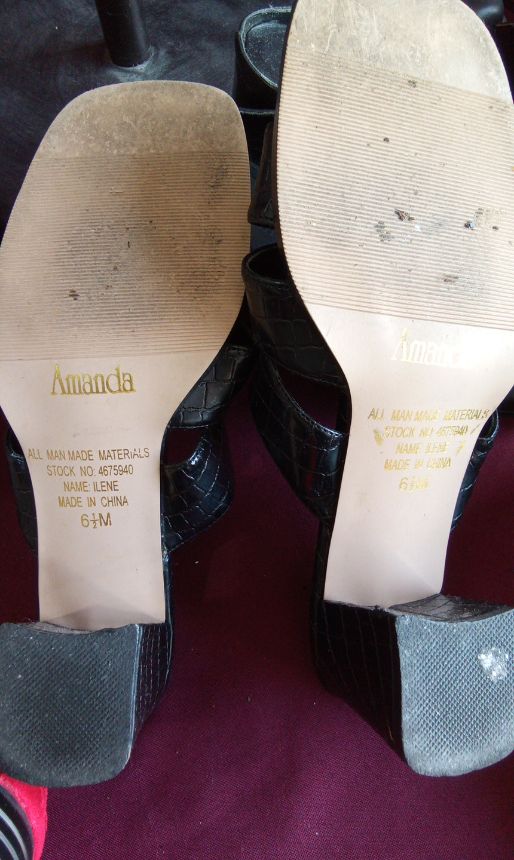 Amanda
ALL MAN MADE MATERIALS
STOCK NO: 4675940
NAME: ILENE
MADE IN CHINA
6½M
Amanda
ALL MAN MADE MATERIALS
STOCK NO: 4675940
NAME: ILENE
MADE IN CHINA
6½M